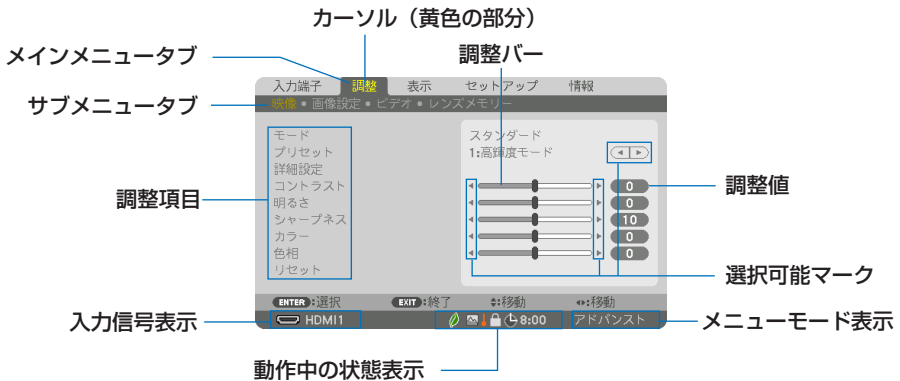 カーソル（黄色の部分）
メインメニュータブ
調整バー
入力端子 調整 表示 セットアップ 情報
サブメニュータブ
映像 ● 画像設定 ● ビデオ ● レンズメモリー
モード
スタンダード
プリセット
1:高輝度モード
詳細設定
コントラスト
0
調整値
明るさ
0
調整項目
シャープネス
10
カラー
0
色相
0
リセット
選択可能マーク
ENTER:選択 EXIT:終了 :移動 :移動
入力信号表示
HDMI1
8:00
アドバンスト
メニューモード表示
動作中の状態表示